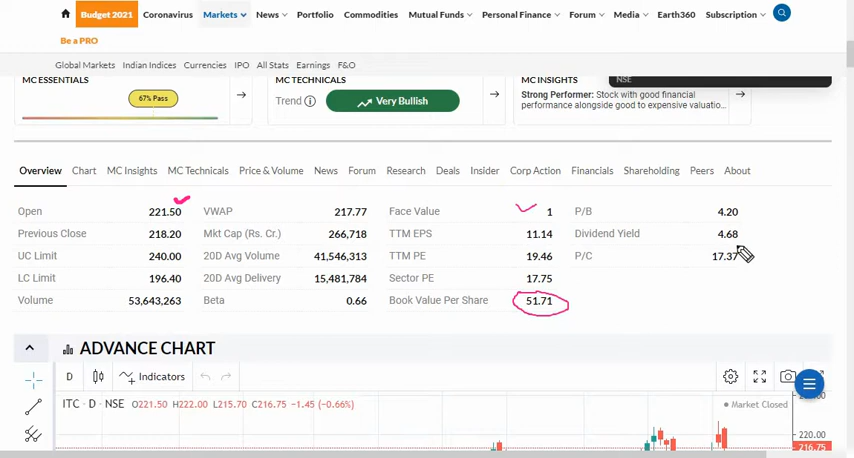 Budget 2021 Coronavirus Markets News Portfolio Commodities Mutual Funds Personal Finance Forum Media Earth360 Subscription
Be a PRO
Global Markets Indian Indices Currencies IPO All Stats Earnings F&O
MC ESSENTIALS MC TECHNICALS MC INSIGHTS NSE
67% Pass Trend Very Bullish Strong Performer: Stock with good financial
performance alongside good to expensive valuatio...
Overview Chart MC Insights MC Technicals Price & Volume News Forum Research Deals Insider Corp Action Financials Shareholding Peers About
Open 221.50 VWAP 217.77 Face Value 1 P/B 4.20
Previous Close 218.20 Mkt Cap (Rs. Cr.) 266,718 TTM EPS 11.14 Dividend Yield 4.68
UC Limit 240.00 20D Avg Volume 41,546,313 TTM PE 19.46 P/C 17.37
LC Limit 196.40 20D Avg Delivery 15,481,784 Sector PE 17.75
Volume 53,643,263 Beta 0.66 Book Value Per Share 51.71
ADVANCE CHART
D Indicators
ITC · D · NSE O221.50 H222.00 L215.70 C216.75 −1.45 (−0.66%) Market Closed
220.00
216.75